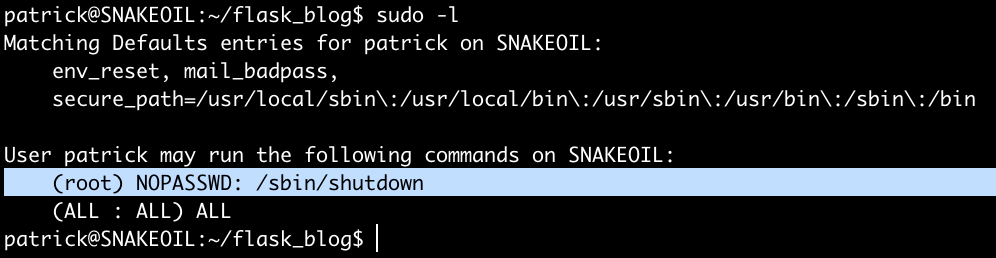 patrick@SNAKEOIL:~/flask_blog$ sudo -l
Matching Defaults entries for patrick on SNAKEOIL:
    env_reset, mail_badpass,
    secure_path=/usr/local/sbin\:/usr/local/bin\:/usr/sbin\:/usr/bin\:/sbin\:/bin

User patrick may run the following commands on SNAKEOIL:
    (root) NOPASSWD: /sbin/shutdown
    (ALL : ALL) ALL
patrick@SNAKEOIL:~/flask_blog$